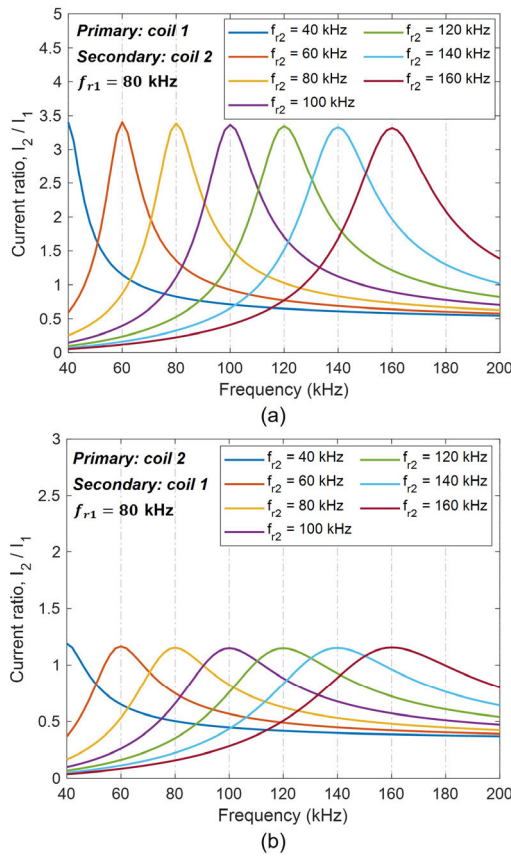 Primary: coil 1
Secondary: coil 2
f_r1 = 80 kHz
f_r2 = 40 kHz
f_r2 = 60 kHz
f_r2 = 80 kHz
f_r2 = 100 kHz
f_r2 = 120 kHz
f_r2 = 140 kHz
f_r2 = 160 kHz
Current ratio, I_2 / I_1
5
4.5
4
3.5
3
2.5
2
1.5
1
0.5
0
40 60 80 100 120 140 160 180 200
Frequency (kHz)
(a)
Primary: coil 2
Secondary: coil 1
f_r1 = 80 kHz
f_r2 = 40 kHz
f_r2 = 60 kHz
f_r2 = 80 kHz
f_r2 = 100 kHz
f_r2 = 120 kHz
f_r2 = 140 kHz
f_r2 = 160 kHz
Current ratio, I_2 / I_1
3
2.5
2
1.5
1
0.5
0
40 60 80 100 120 140 160 180 200
Frequency (kHz)
(b)